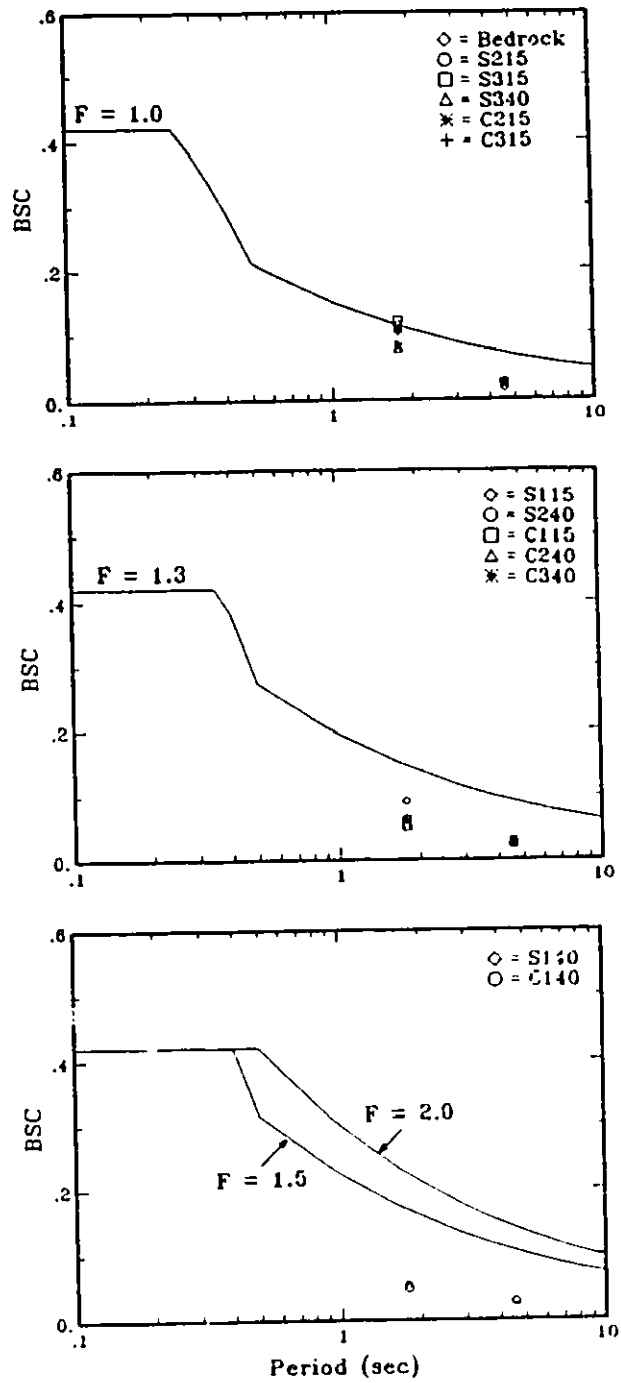 .6
F = 1.0
.4
BSC
.2
0.
.1
1
10
◇ = Bedrock
○ = S215
□ = S315
△ = S340
✳ = C215
+ = C315
.6
F = 1.3
.4
BSC
.2
0.
.1
1
10
◇ = S115
○ = S240
□ = C115
△ = C240
✳ = C340
.6
.4
BSC
.2
0.
F = 2.0
F = 1.5
.1
1
10
◇ = S140
○ = C140
Period (sec)